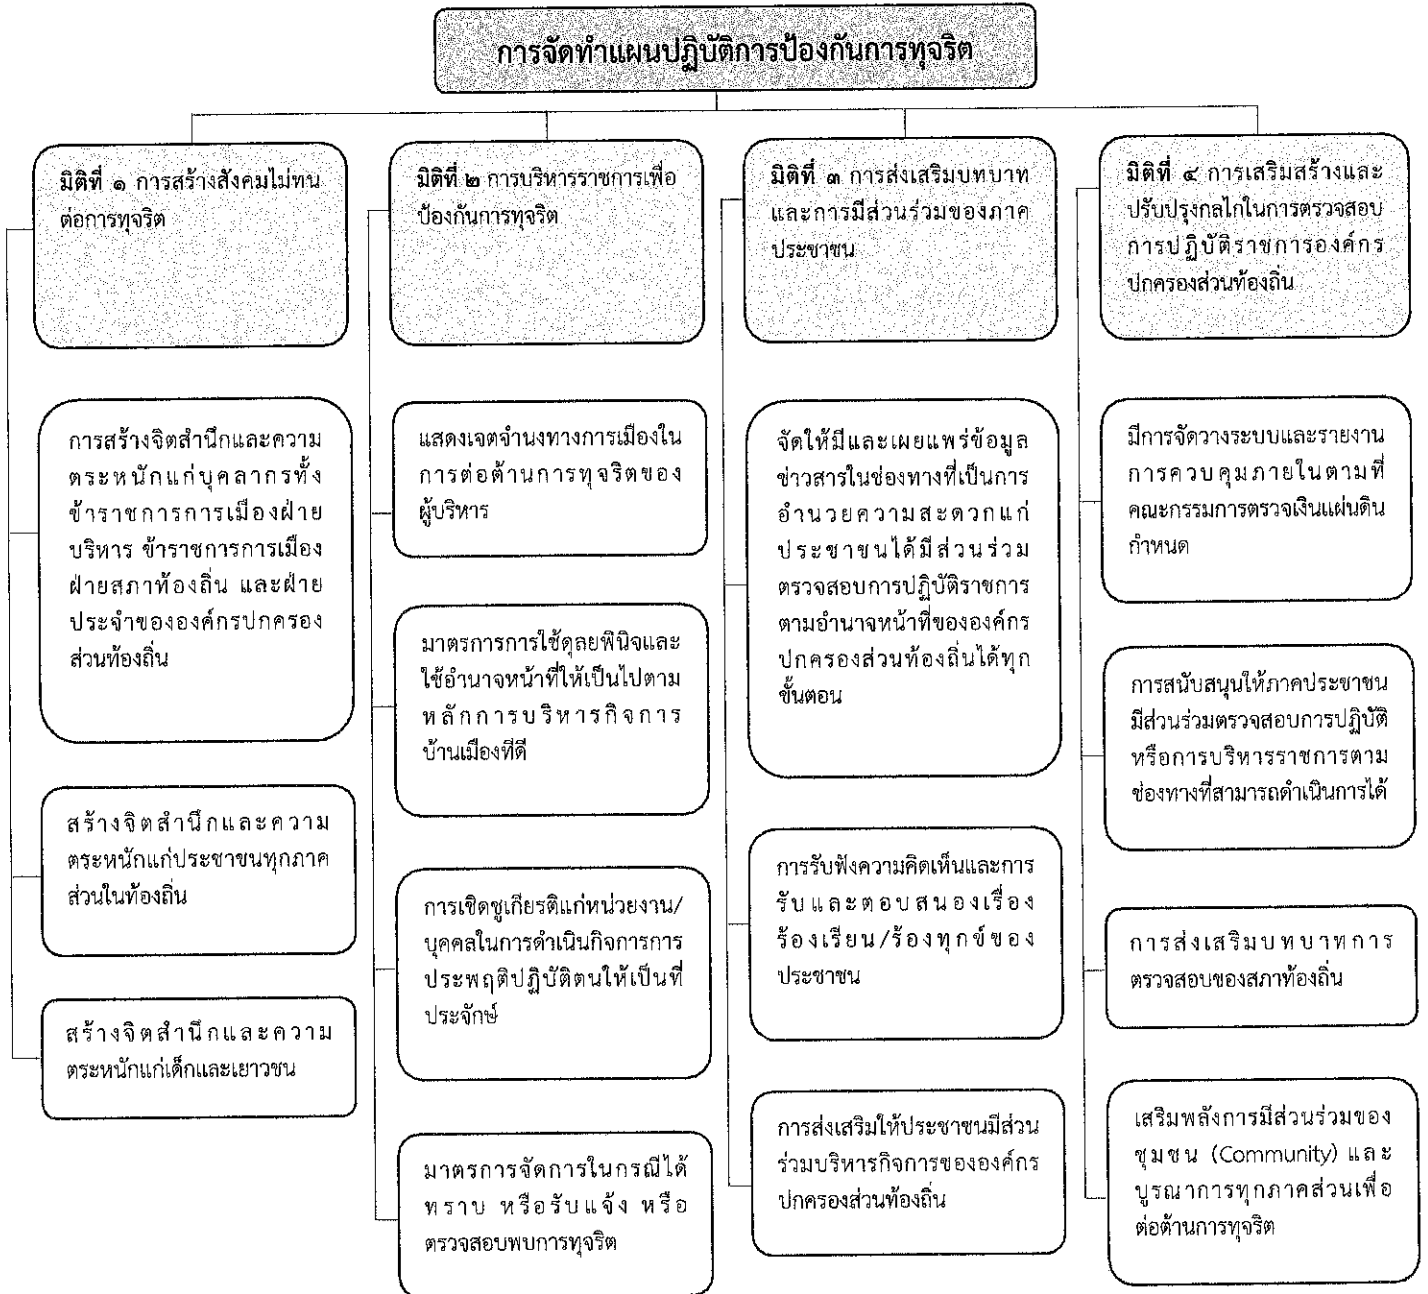 การจัดทำแผนปฏิบัติการป้องกันการทุจริต
มิติที่ ๑ การสร้างสังคมไม่ทน
ต่อการทุจริต
การสร้างจิตสำนึกและความ
ตระหนักแก่บุคลากรทั้ง
ข้าราชการการเมืองฝ่าย
บริหาร ข้าราชการการเมือง
ฝ่ายสภาท้องถิ่น และฝ่าย
ประจำขององค์กรปกครอง
ส่วนท้องถิ่น
สร้างจิตสำนึกและความ
ตระหนักแก่ประชาชนทุกภาค
ส่วนในท้องถิ่น
สร้างจิตสำนึกและความ
ตระหนักแก่เด็กและเยาวชน
มิติที่ ๒ การบริหารราชการเพื่อ
ป้องกันการทุจริต
แสดงเจตจำนงทางการเมืองใน
การต่อต้านการทุจริตของ
ผู้บริหาร
มาตรการการใช้ดุลยพินิจและ
ใช้อำนาจหน้าที่ให้เป็นไปตาม
หลักการบริหารกิจการ
บ้านเมืองที่ดี
การเชิดชูเกียรติแก่หน่วยงาน/
บุคคลในการดำเนินกิจการการ
ประพฤติปฏิบัติตนให้เป็นที่
ประจักษ์
มาตรการจัดการในกรณีได้
ทราบ หรือรับแจ้ง หรือ
ตรวจสอบพบการทุจริต
มิติที่ ๓ การส่งเสริมบทบาท
และการมีส่วนร่วมของภาค
ประชาชน
จัดให้มีและเผยแพร่ข้อมูล
ข่าวสารในช่องทางที่เป็นการ
อำนวยความสะดวกแก่
ประชาชนได้มีส่วนร่วม
ตรวจสอบการปฏิบัติราชการ
ตามอำนาจหน้าที่ขององค์กร
ปกครองส่วนท้องถิ่นได้ทุก
ขั้นตอน
การรับฟังความคิดเห็นและการ
รับและตอบสนองเรื่อง
ร้องเรียน/ร้องทุกข์ของ
ประชาชน
การส่งเสริมให้ประชาชนมีส่วน
ร่วมบริหารกิจการขององค์กร
ปกครองส่วนท้องถิ่น
มิติที่ ๔ การเสริมสร้างและ
ปรับปรุงกลไกในการตรวจสอบ
การปฏิบัติราชการองค์กร
ปกครองส่วนท้องถิ่น
มีการจัดวางระบบและรายงาน
การควบคุมภายในตามที่
คณะกรรมการตรวจเงินแผ่นดิน
กำหนด
การสนับสนุนให้ภาคประชาชน
มีส่วนร่วมตรวจสอบการปฏิบัติ
หรือการบริหารราชการตาม
ช่องทางที่สามารถดำเนินการได้
การส่งเสริมบทบาทการ
ตรวจสอบของสภาท้องถิ่น
เสริมพลังการมีส่วนร่วมของ
ชุมชน (Community) และ
บูรณาการทุกภาคส่วนเพื่อ
ต่อต้านการทุจริต